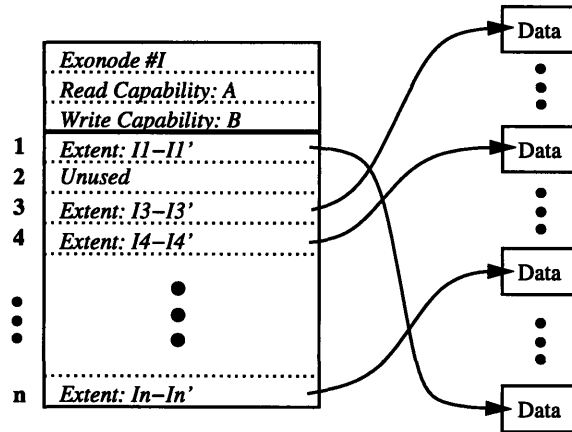 Exonode #I
Read Capability: A
Write Capability: B
1 Extent: I1–I1'
2 Unused
3 Extent: I3–I3'
4 Extent: I4–I4'
n Extent: In–In'
Data
Data
Data
Data